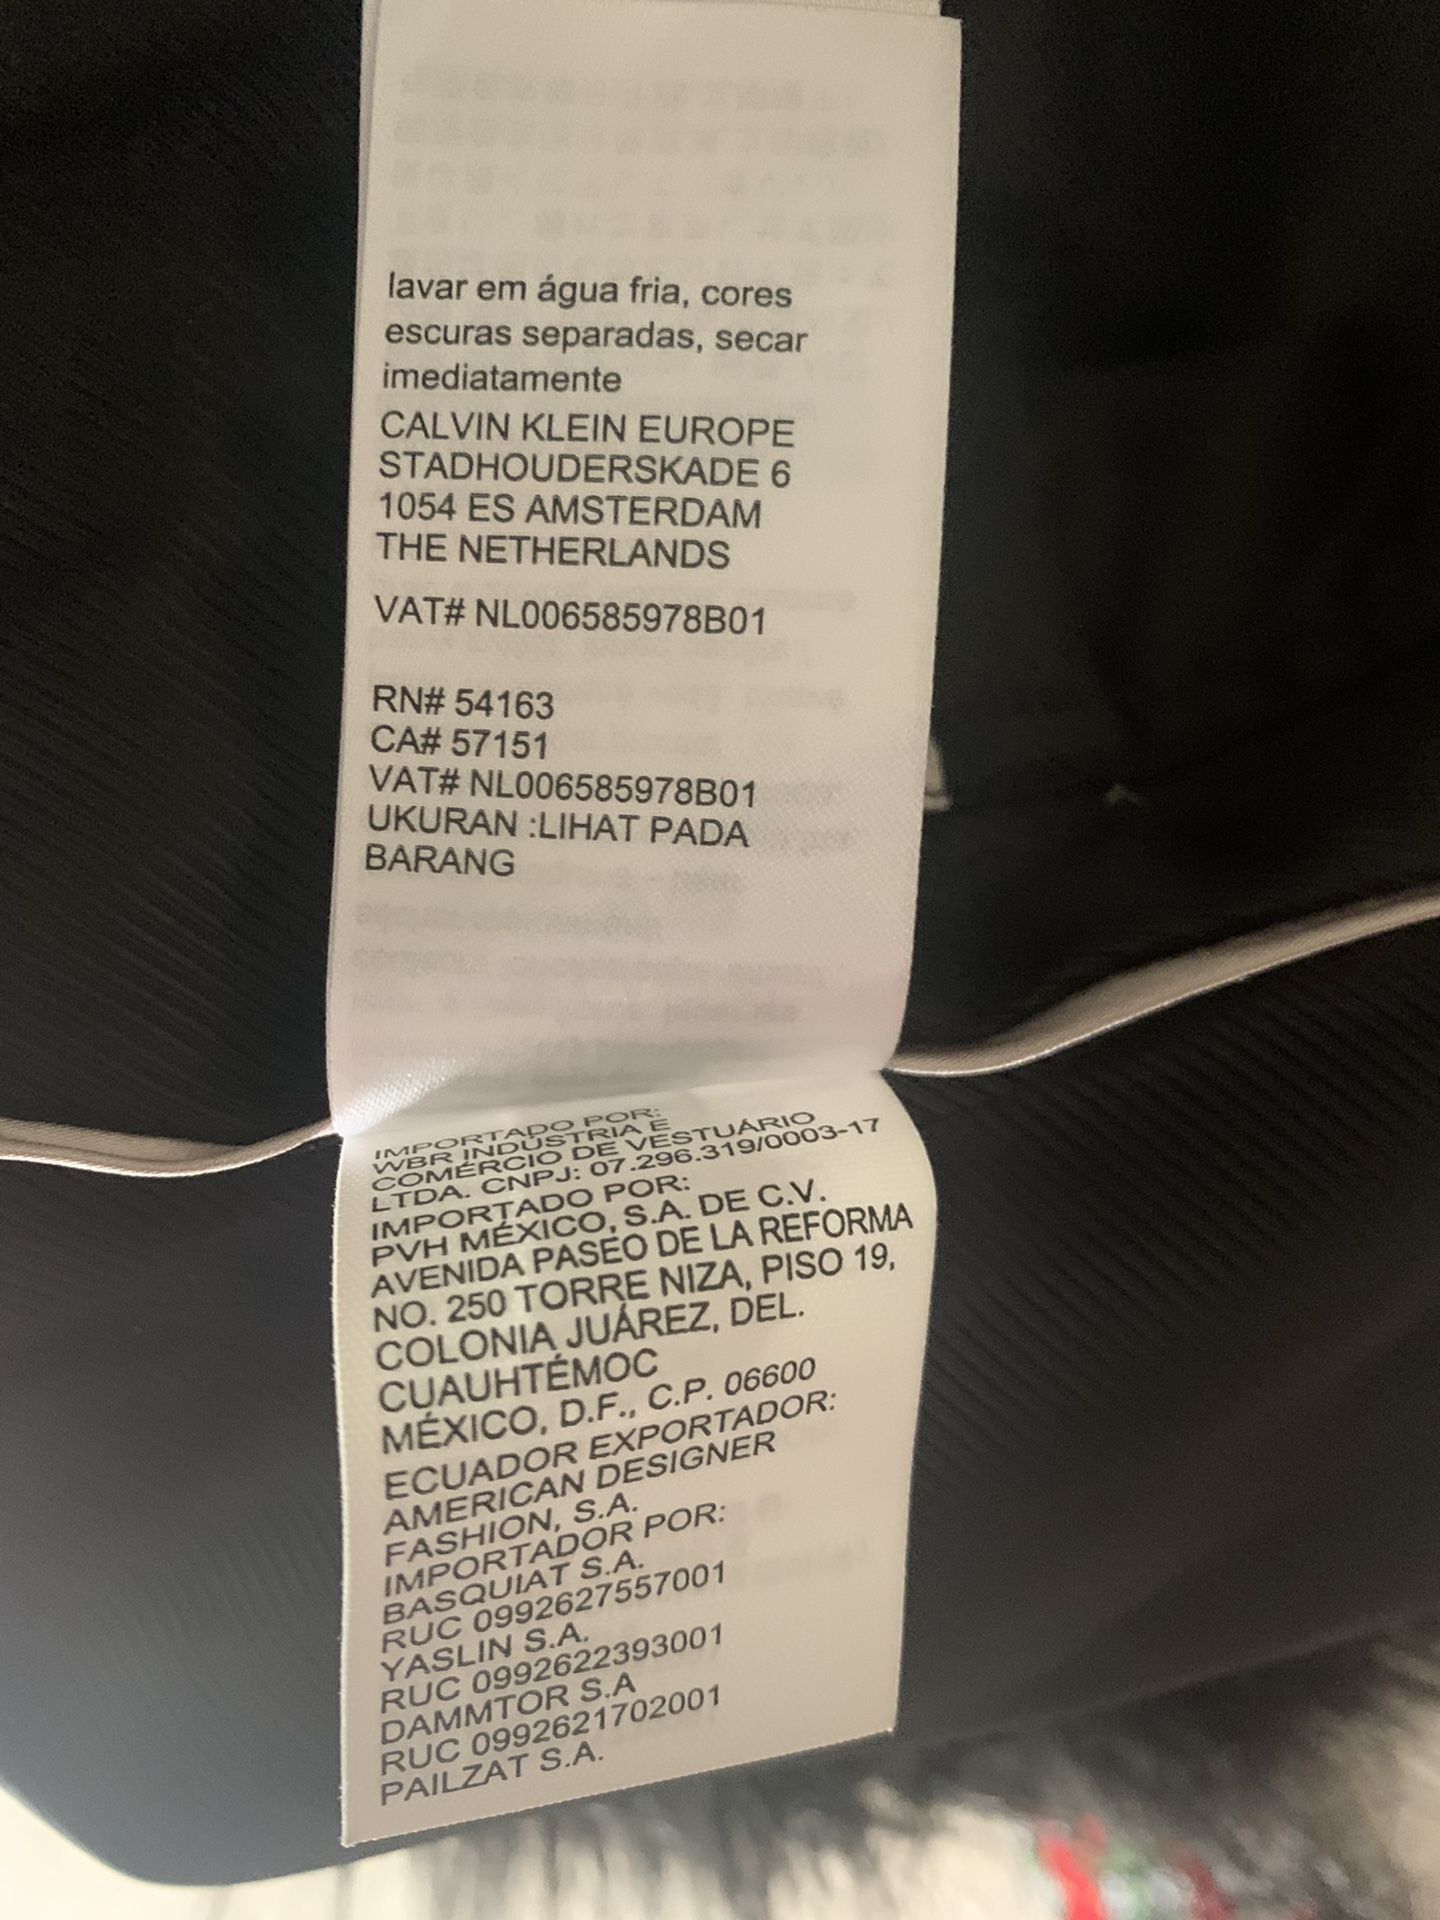 lavar em água fria, cores
escuras separadas, secar
imediatamente
CALVIN KLEIN EUROPE
STADHOUDERSKADE 6
1054 ES AMSTERDAM
THE NETHERLANDS
VAT# NL006585978B01
RN# 54163
CA# 57151
VAT# NL006585978B01
UKURAN :LIHAT PADA
BARANG
IMPORTADO POR:
WBR INDÚSTRIA E
COMÉRCIO DE VESTUÁRIO
LTDA. CNPJ: 07.296.319/0003-17
IMPORTADO POR:
PVH MÉXICO, S.A. DE C.V.
AVENIDA PASEO DE LA REFORMA
NO. 250 TORRE NIZA, PISO 19,
COLONIA JUÁREZ, DEL.
CUAUHTÉMOC
MÉXICO, D.F., C.P. 06600
ECUADOR EXPORTADOR:
AMERICAN DESIGNER
FASHION, S.A.
IMPORTADOR POR:
BASQUIAT S.A.
RUC 0992627557001
YASLIN S.A.
RUC 0992622393001
DAMMTOR S.A
RUC 0992621702001
PAILZAT S.A.